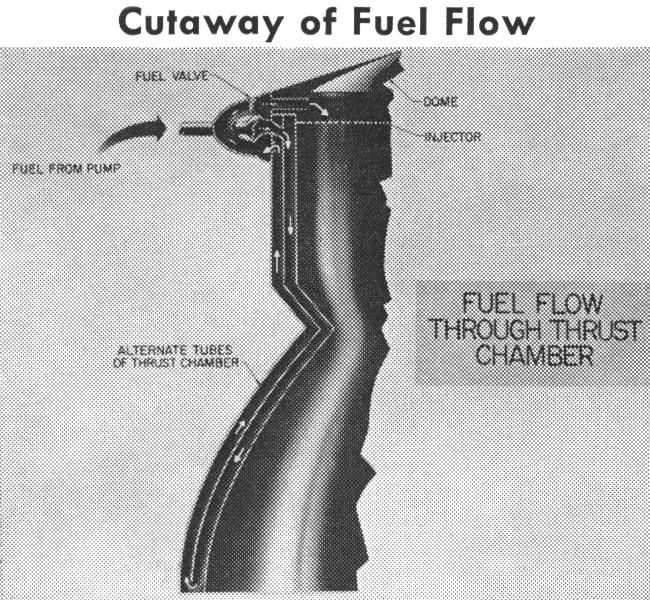 Cutaway of Fuel Flow
FUEL VALVE
DOME
INJECTOR
FUEL FROM PUMP
FUEL FLOW
THROUGH THRUST
CHAMBER
ALTERNATE TUBES
OF THRUST CHAMBER